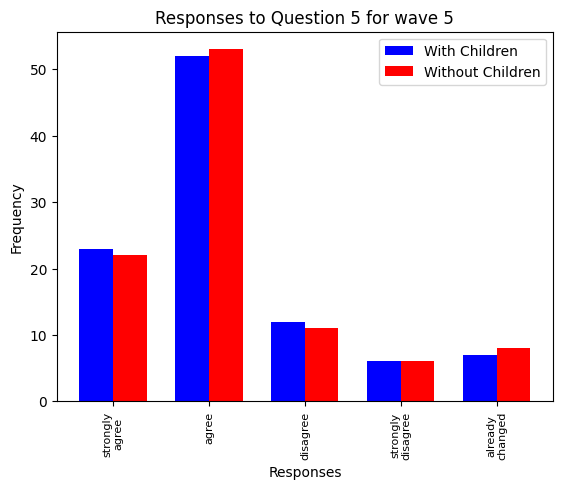 Responses to Question 5 for wave 5
With Children
Without Children
Frequency
50
40
30
20
10
0
strongly
agree
agree
disagree
strongly
disagree
already
changed
Responses